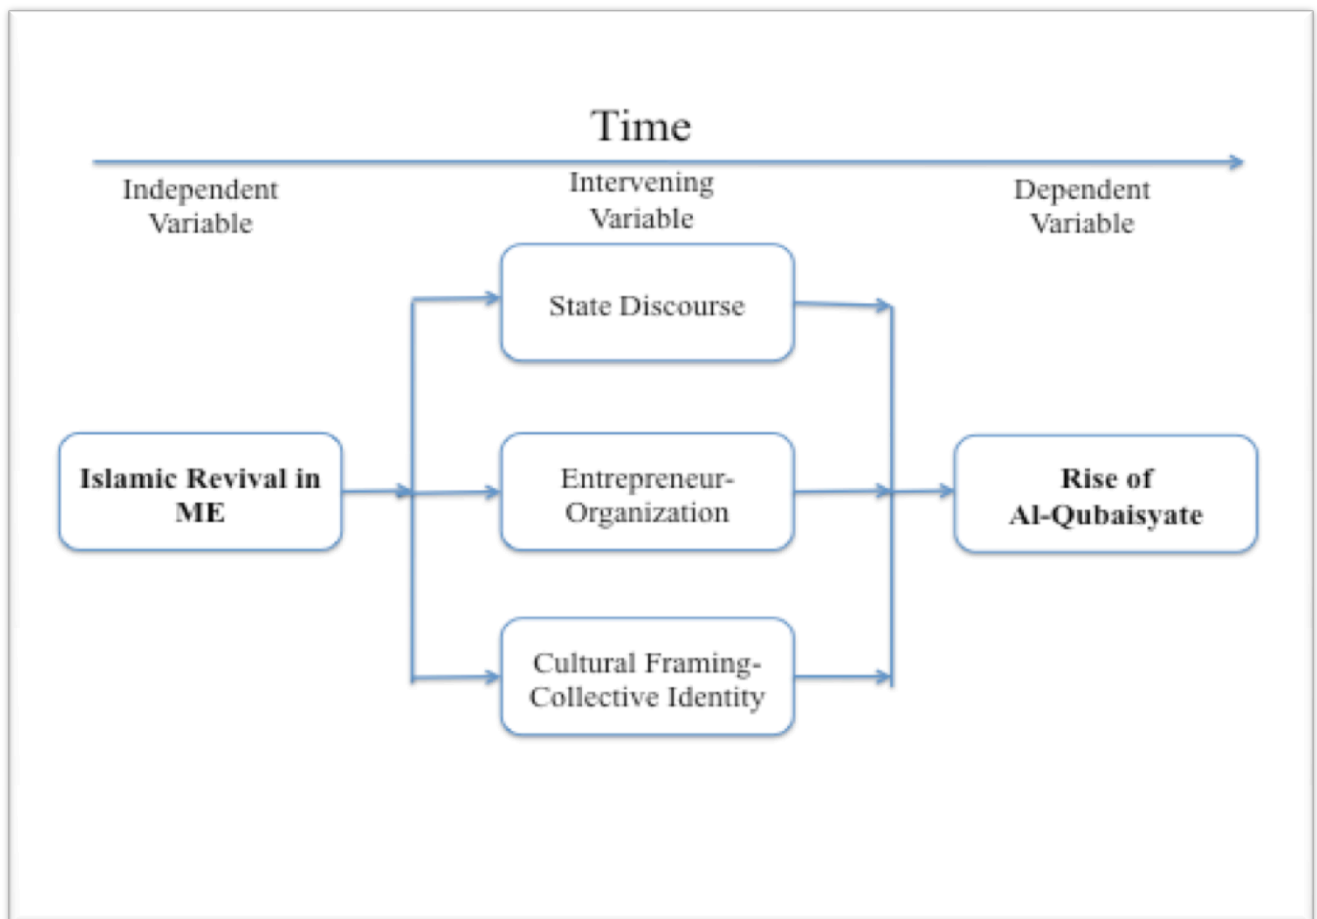 Time
Independent
Variable
Intervening
Variable
Dependent
Variable
State Discourse
Islamic Revival in
ME
Entrepreneur-
Organization
Rise of
Al-Qubaisyate
Cultural Framing-
Collective Identity